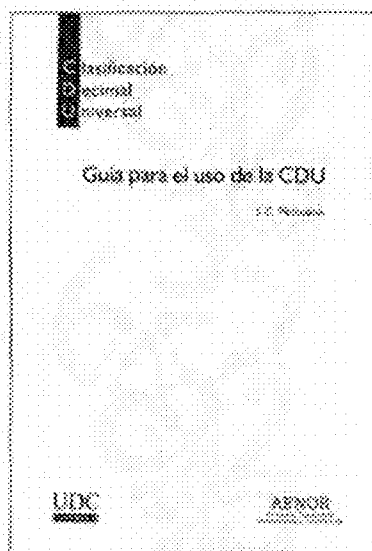 Clasificación
Decimal
Universal
Guía para el uso de la CDU
UDC
AENOR